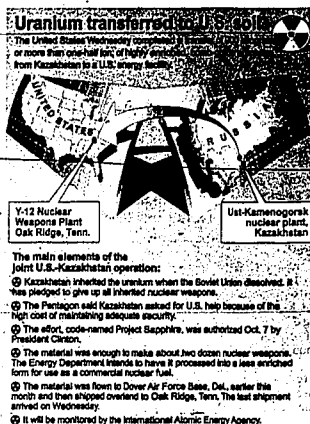 Uranium transferred to U.S. soil
The United States Wednesday
or more than one-half ton, of highly enriched
from Kazakhstan to a U.S. energy facility.
UNITED STATES
RUSSIA
Y-12 Nuclear
Weapons Plant
Oak Ridge, Tenn.
Ust-Kamenogorsk
nuclear plant,
Kazakhstan
The main elements of the
joint U.S.-Kazakhstan operation:
Kazakhstan inherited the uranium when the Soviet Union dissolved. It
has pledged to give up all inherited nuclear weapons.
The Pentagon said Kazakhstan asked for U.S. help because of the
high cost of maintaining adequate security.
The effort, code-named Project Sapphire, was authorized Oct. 7 by
President Clinton.
The material was enough to make about two dozen nuclear weapons.
The Energy Department intends to have it processed into a less enriched
form for use as a commercial nuclear fuel.
The material was flown to Dover Air Force Base, Del., earlier this
month and then shipped overland to Oak Ridge, Tenn. The last shipment
arrived on Wednesday.
It will be monitored by the International Atomic Energy Agency.